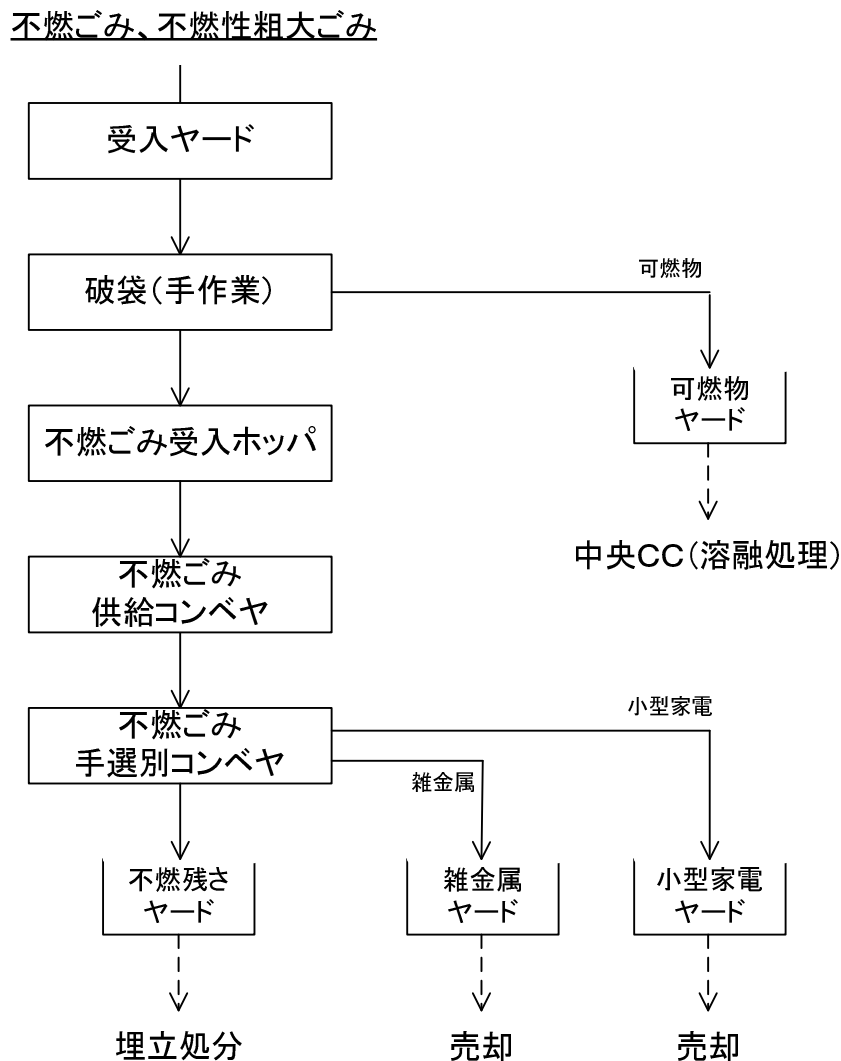 不燃ごみ、不燃性粗大ごみ
受入ヤード
破袋（手作業）
可燃物
可燃物
ヤード
不燃ごみ受入ホッパ
中央CC（溶融処理）
不燃ごみ
供給コンベヤ
不燃ごみ
手選別コンベヤ
小型家電
雑金属
不燃残さ
ヤード
雑金属
ヤード
小型家電
ヤード
埋立処分
売却
売却